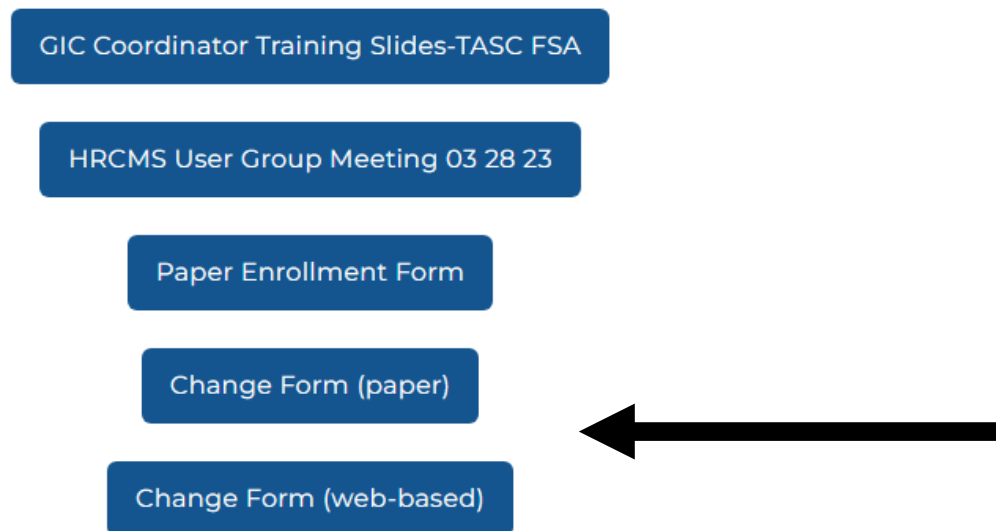 GIC Coordinator Training Slides-TASC FSA
HRCMS User Group Meeting 03 28 23
Paper Enrollment Form
Change Form (paper)
Change Form (web-based)